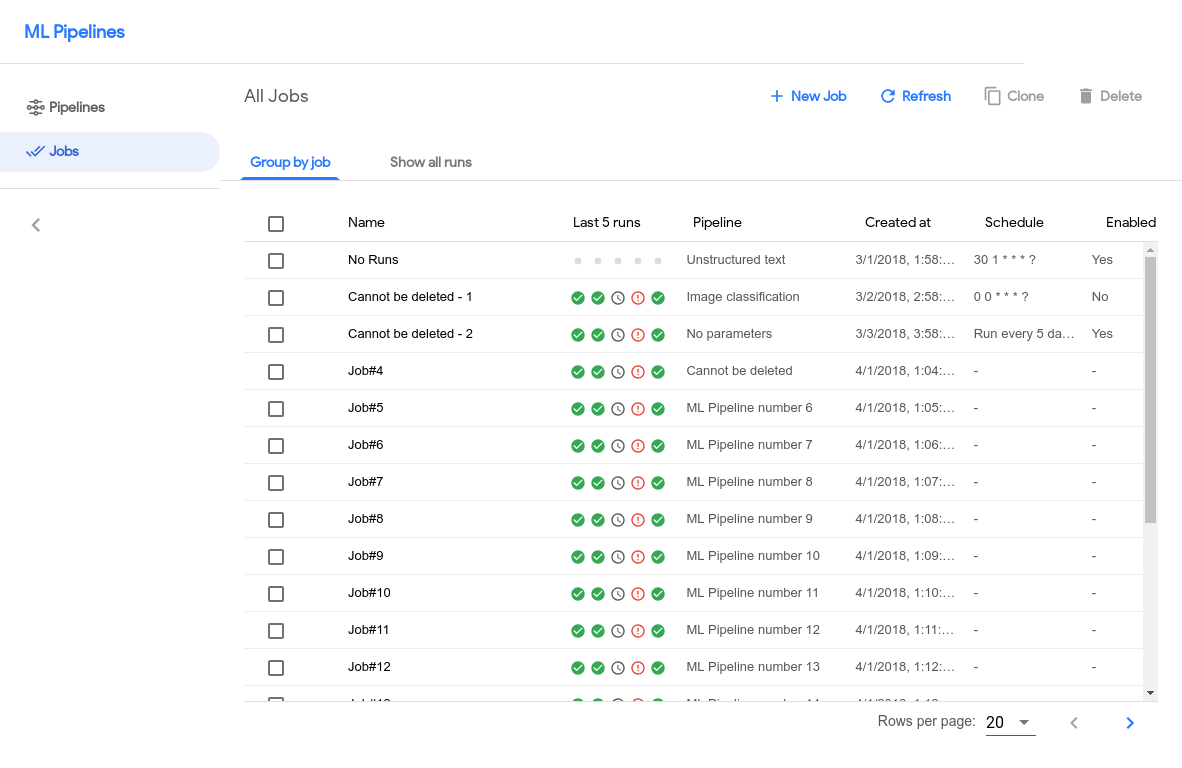 ML Pipelines
Pipelines
Jobs
All Jobs
New Job Refresh Clone Delete
Group by job Show all runs
Name Last 5 runs Pipeline Created at Schedule Enabled
No Runs Unstructured text 3/1/2018, 1:58:... 30 1 * * * ? Yes
Cannot be deleted - 1 Image classification 3/2/2018, 2:58:... 0 0 * * * ? No
Cannot be deleted - 2 No parameters 3/3/2018, 3:58:... Run every 5 da... Yes
Job#4 Cannot be deleted 4/1/2018, 1:04:... - -
Job#5 ML Pipeline number 6 4/1/2018, 1:05:... - -
Job#6 ML Pipeline number 7 4/1/2018, 1:06:... - -
Job#7 ML Pipeline number 8 4/1/2018, 1:07:... - -
Job#8 ML Pipeline number 9 4/1/2018, 1:08:... - -
Job#9 ML Pipeline number 10 4/1/2018, 1:09:... - -
Job#10 ML Pipeline number 11 4/1/2018, 1:10:... - -
Job#11 ML Pipeline number 12 4/1/2018, 1:11:... - -
Job#12 ML Pipeline number 13 4/1/2018, 1:12:... - -
Rows per page: 20